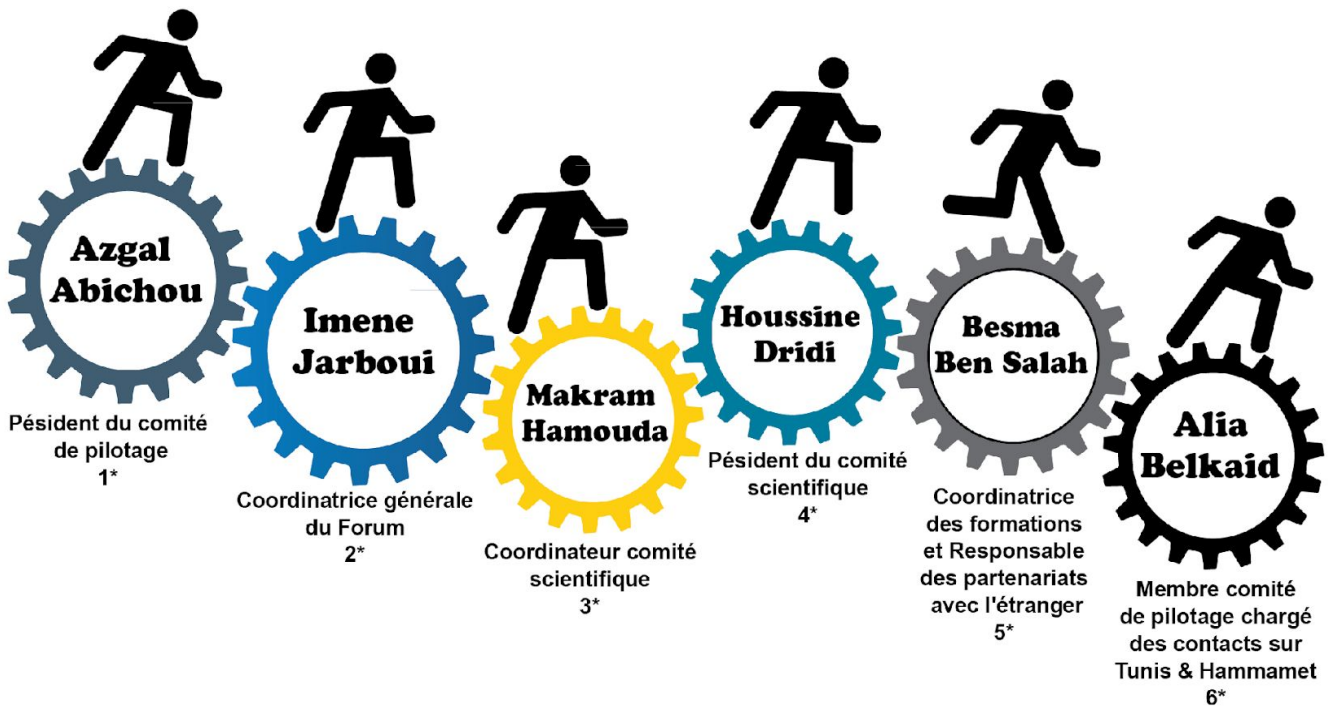 Azgal
Abichou
Pésident du comité
de pilotage
1*
Imene
Jarboui
Coordinatrice générale
du Forum
2*
Makram
Hamouda
Coordinateur comité
scientifique
3*
Houssine
Dridi
Pésident du comité
scientifique
4*
Besma
Ben Salah
Coordinatrice
des formations
et Responsable
des partenariats
avec l'étranger
5*
Alia
Belkaid
Membre comité
de pilotage chargé
des contacts sur
Tunis & Hammamet
6*